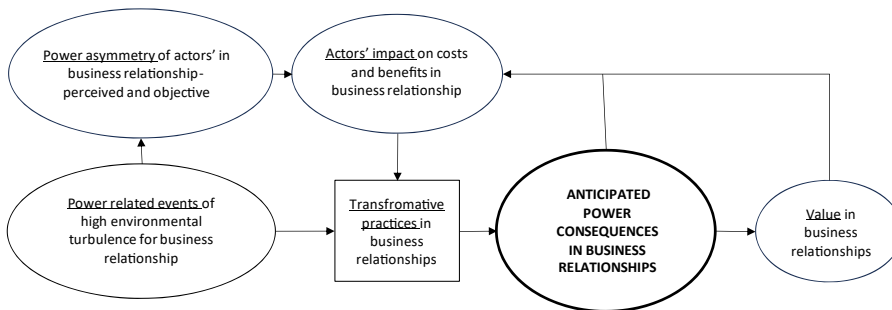 Power asymmetry of actors' in
business relationship-
perceived and objective
Actors' impact on costs
and benefits in
business relationship
Power related events of
high environmental
turbulence for business
relationship
Transfromative
practices in
business
relationships
ANTICIPATED
POWER
CONSEQUENCES
IN BUSINESS
RELATIONSHIPS
Value in
business
relationships